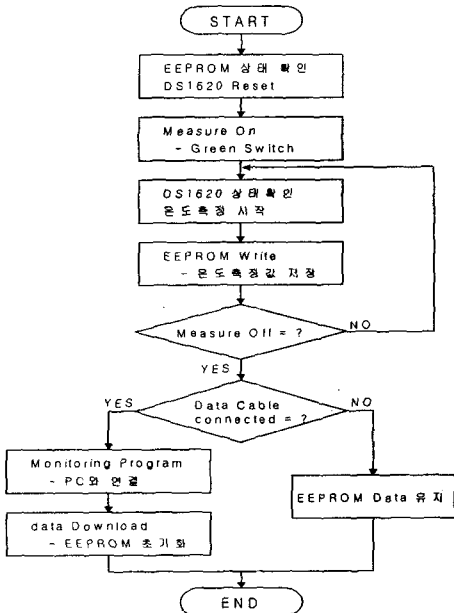 START
EEPROM 상태 확인
DS1620 Reset
Measure On
- Green Switch
DS1620 상태확인
온도측정 시작
EEPROM Write
- 온도측정값 저장
Measure Off = ?
NO
YES
Data Cable
connected = ?
YES
NO
Monitoring Program
- PC와 연결
EEPROM Data 유지
data Download
- EEPROM 초기화
END